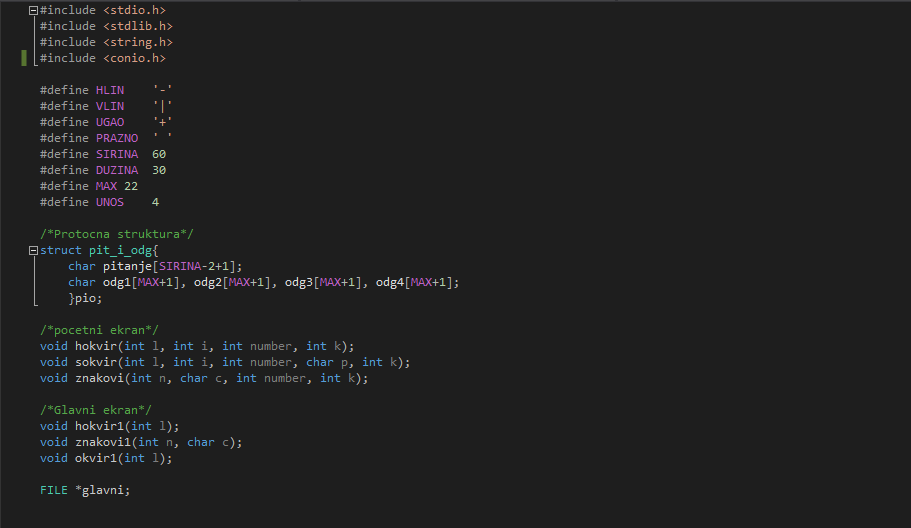 #include <stdio.h>
#include <stdlib.h>
#include <string.h>
#include <conio.h>
#define HLIN    '-'
#define VLIN    '|'
#define UGAO    '+'
#define PRAZNO  ' '
#define SIRINA  60
#define DUZINA  30
#define MAX 22
#define UNOS    4
/*Protocna struktura*/
struct pit_i_odg{
    char pitanje[SIRINA-2+1];
    char odg1[MAX+1], odg2[MAX+1], odg3[MAX+1], odg4[MAX+1];
    }pio;
/*pocetni ekran*/
void hokvir(int l, int i, int number, int k);
void sokvir(int l, int i, int number, char p, int k);
void znakovi(int n, char c, int number, int k);
/*Glavni ekran*/
void hokvir1(int l);
void znakovi1(int n, char c);
void okvir1(int l);
FILE *glavni;